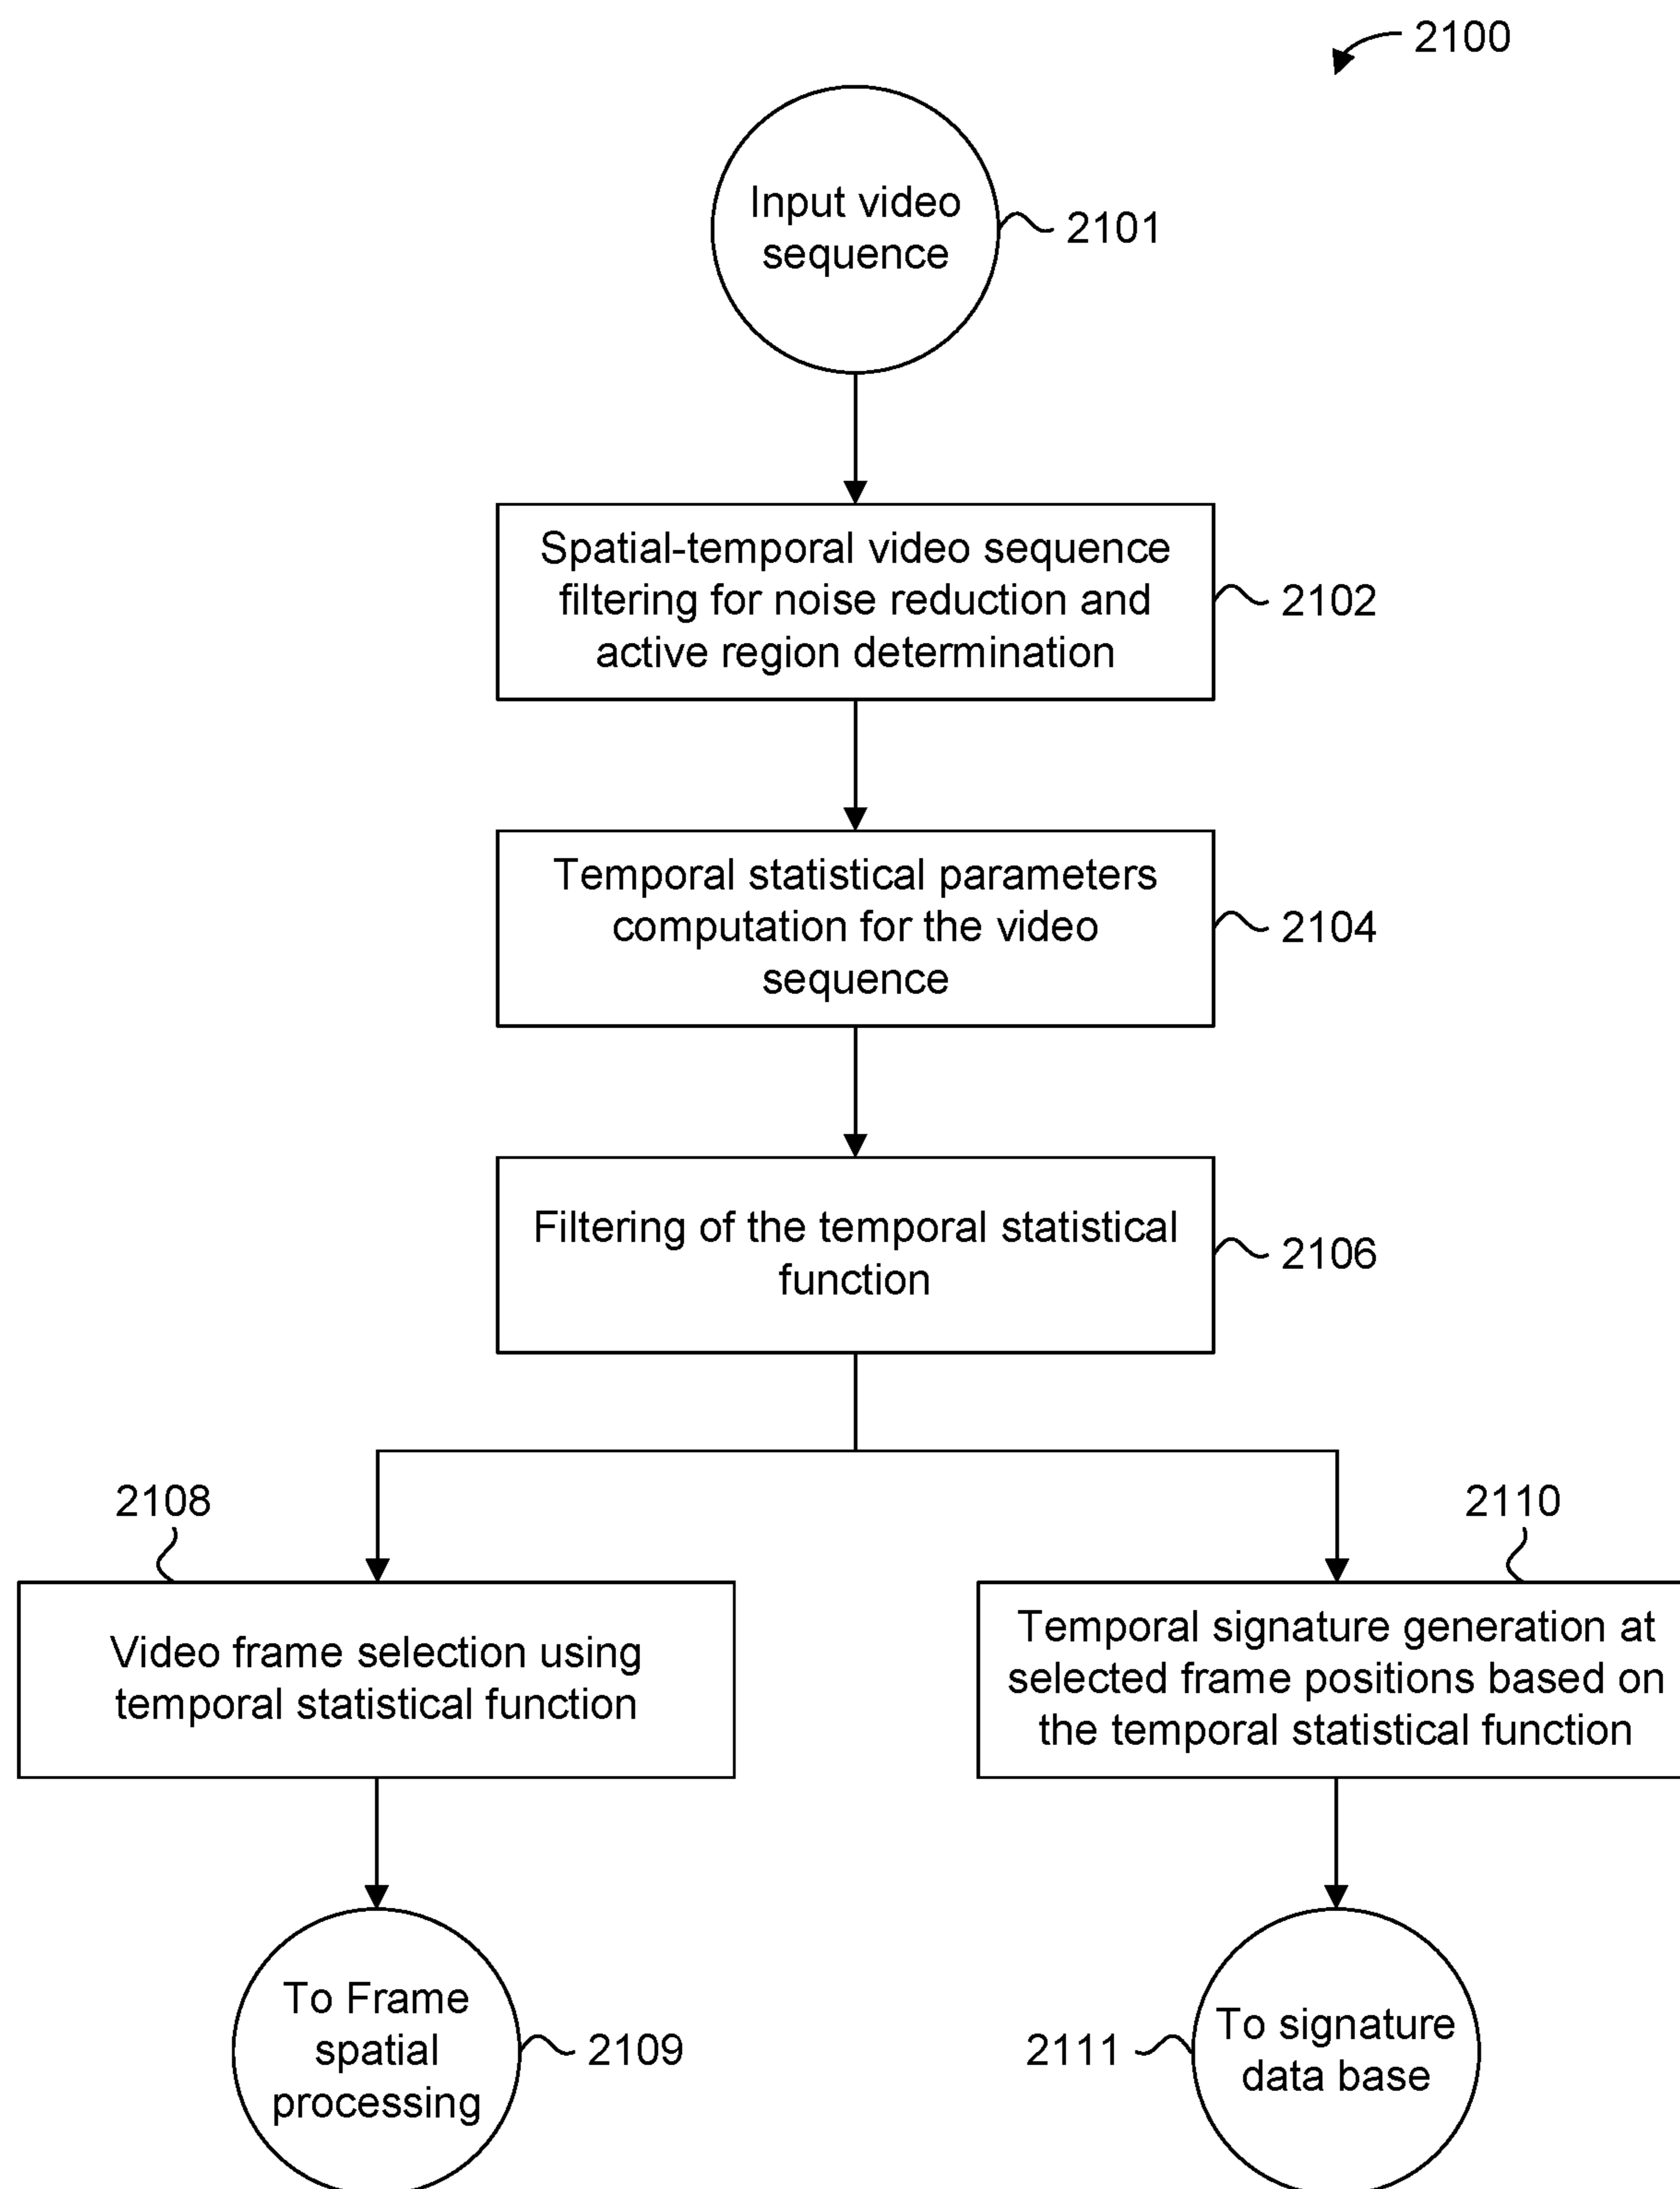 2100
Input video
sequence
2101
Spatial-temporal video sequence
filtering for noise reduction and
active region determination
2102
Temporal statistical parameters
computation for the video
sequence
2104
Filtering of the temporal statistical
function
2106
2108
2110
Video frame selection using
temporal statistical function
Temporal signature generation at
selected frame positions based on
the temporal statistical function
To Frame
spatial
processing
2109
2111
To signature
data base